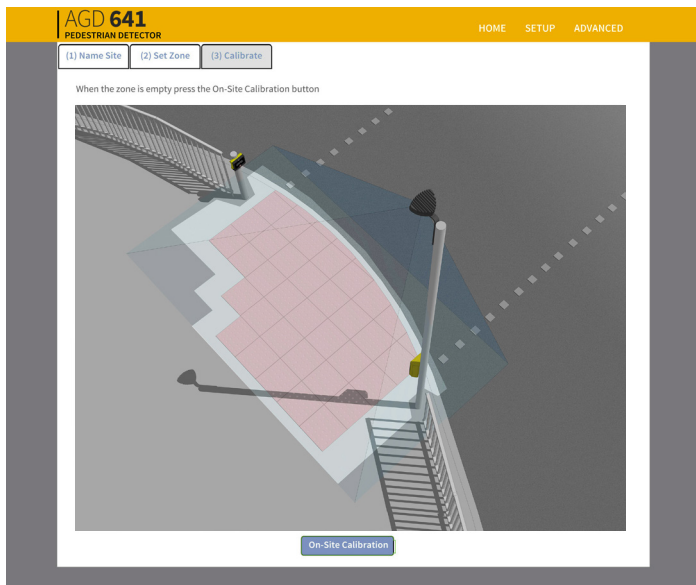 AGD 641
PEDESTRIAN DETECTOR
HOME SETUP ADVANCED
(1) Name Site (2) Set Zone (3) Calibrate
When the zone is empty press the On-Site Calibration button
On-Site Calibration